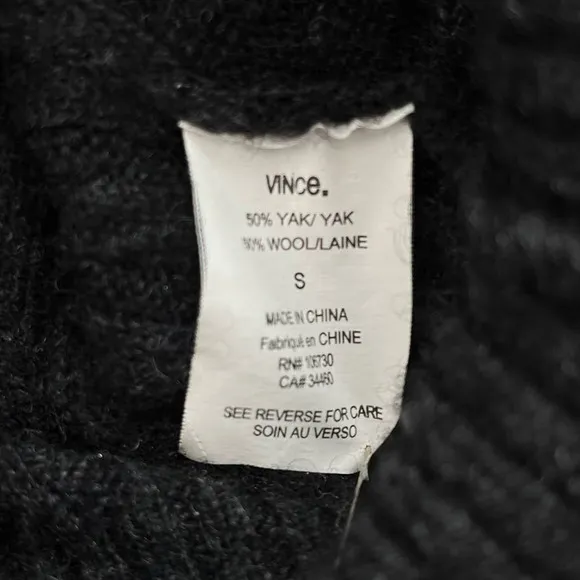 VINCe.
50% YAK/ YAK
50% WOOL/LAINE
S
MADE IN CHINA
Fabriqué en CHINE
RN# 106730
CA# 34460
SEE REVERSE FOR CARE
SOIN AU VERSO